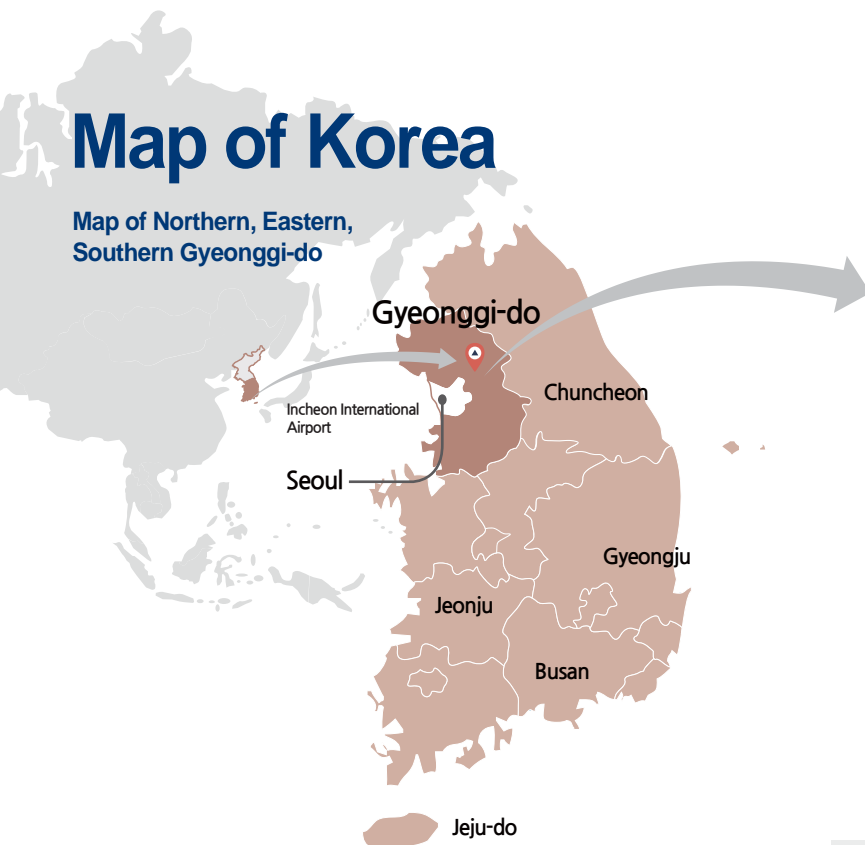 Map of Korea
Map of Northern, Eastern,
Southern Gyeonggi-do
Gyeonggi-do
Chuncheon
Incheon International
Airport
Seoul
Gyeongju
Jeonju
Busan
Jeju-do